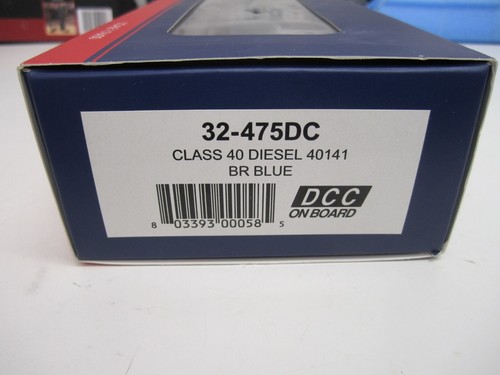 32-475DC
CLASS 40 DIESEL 40141
BR BLUE
DCC
ON BOARD
8 03393 00058 5